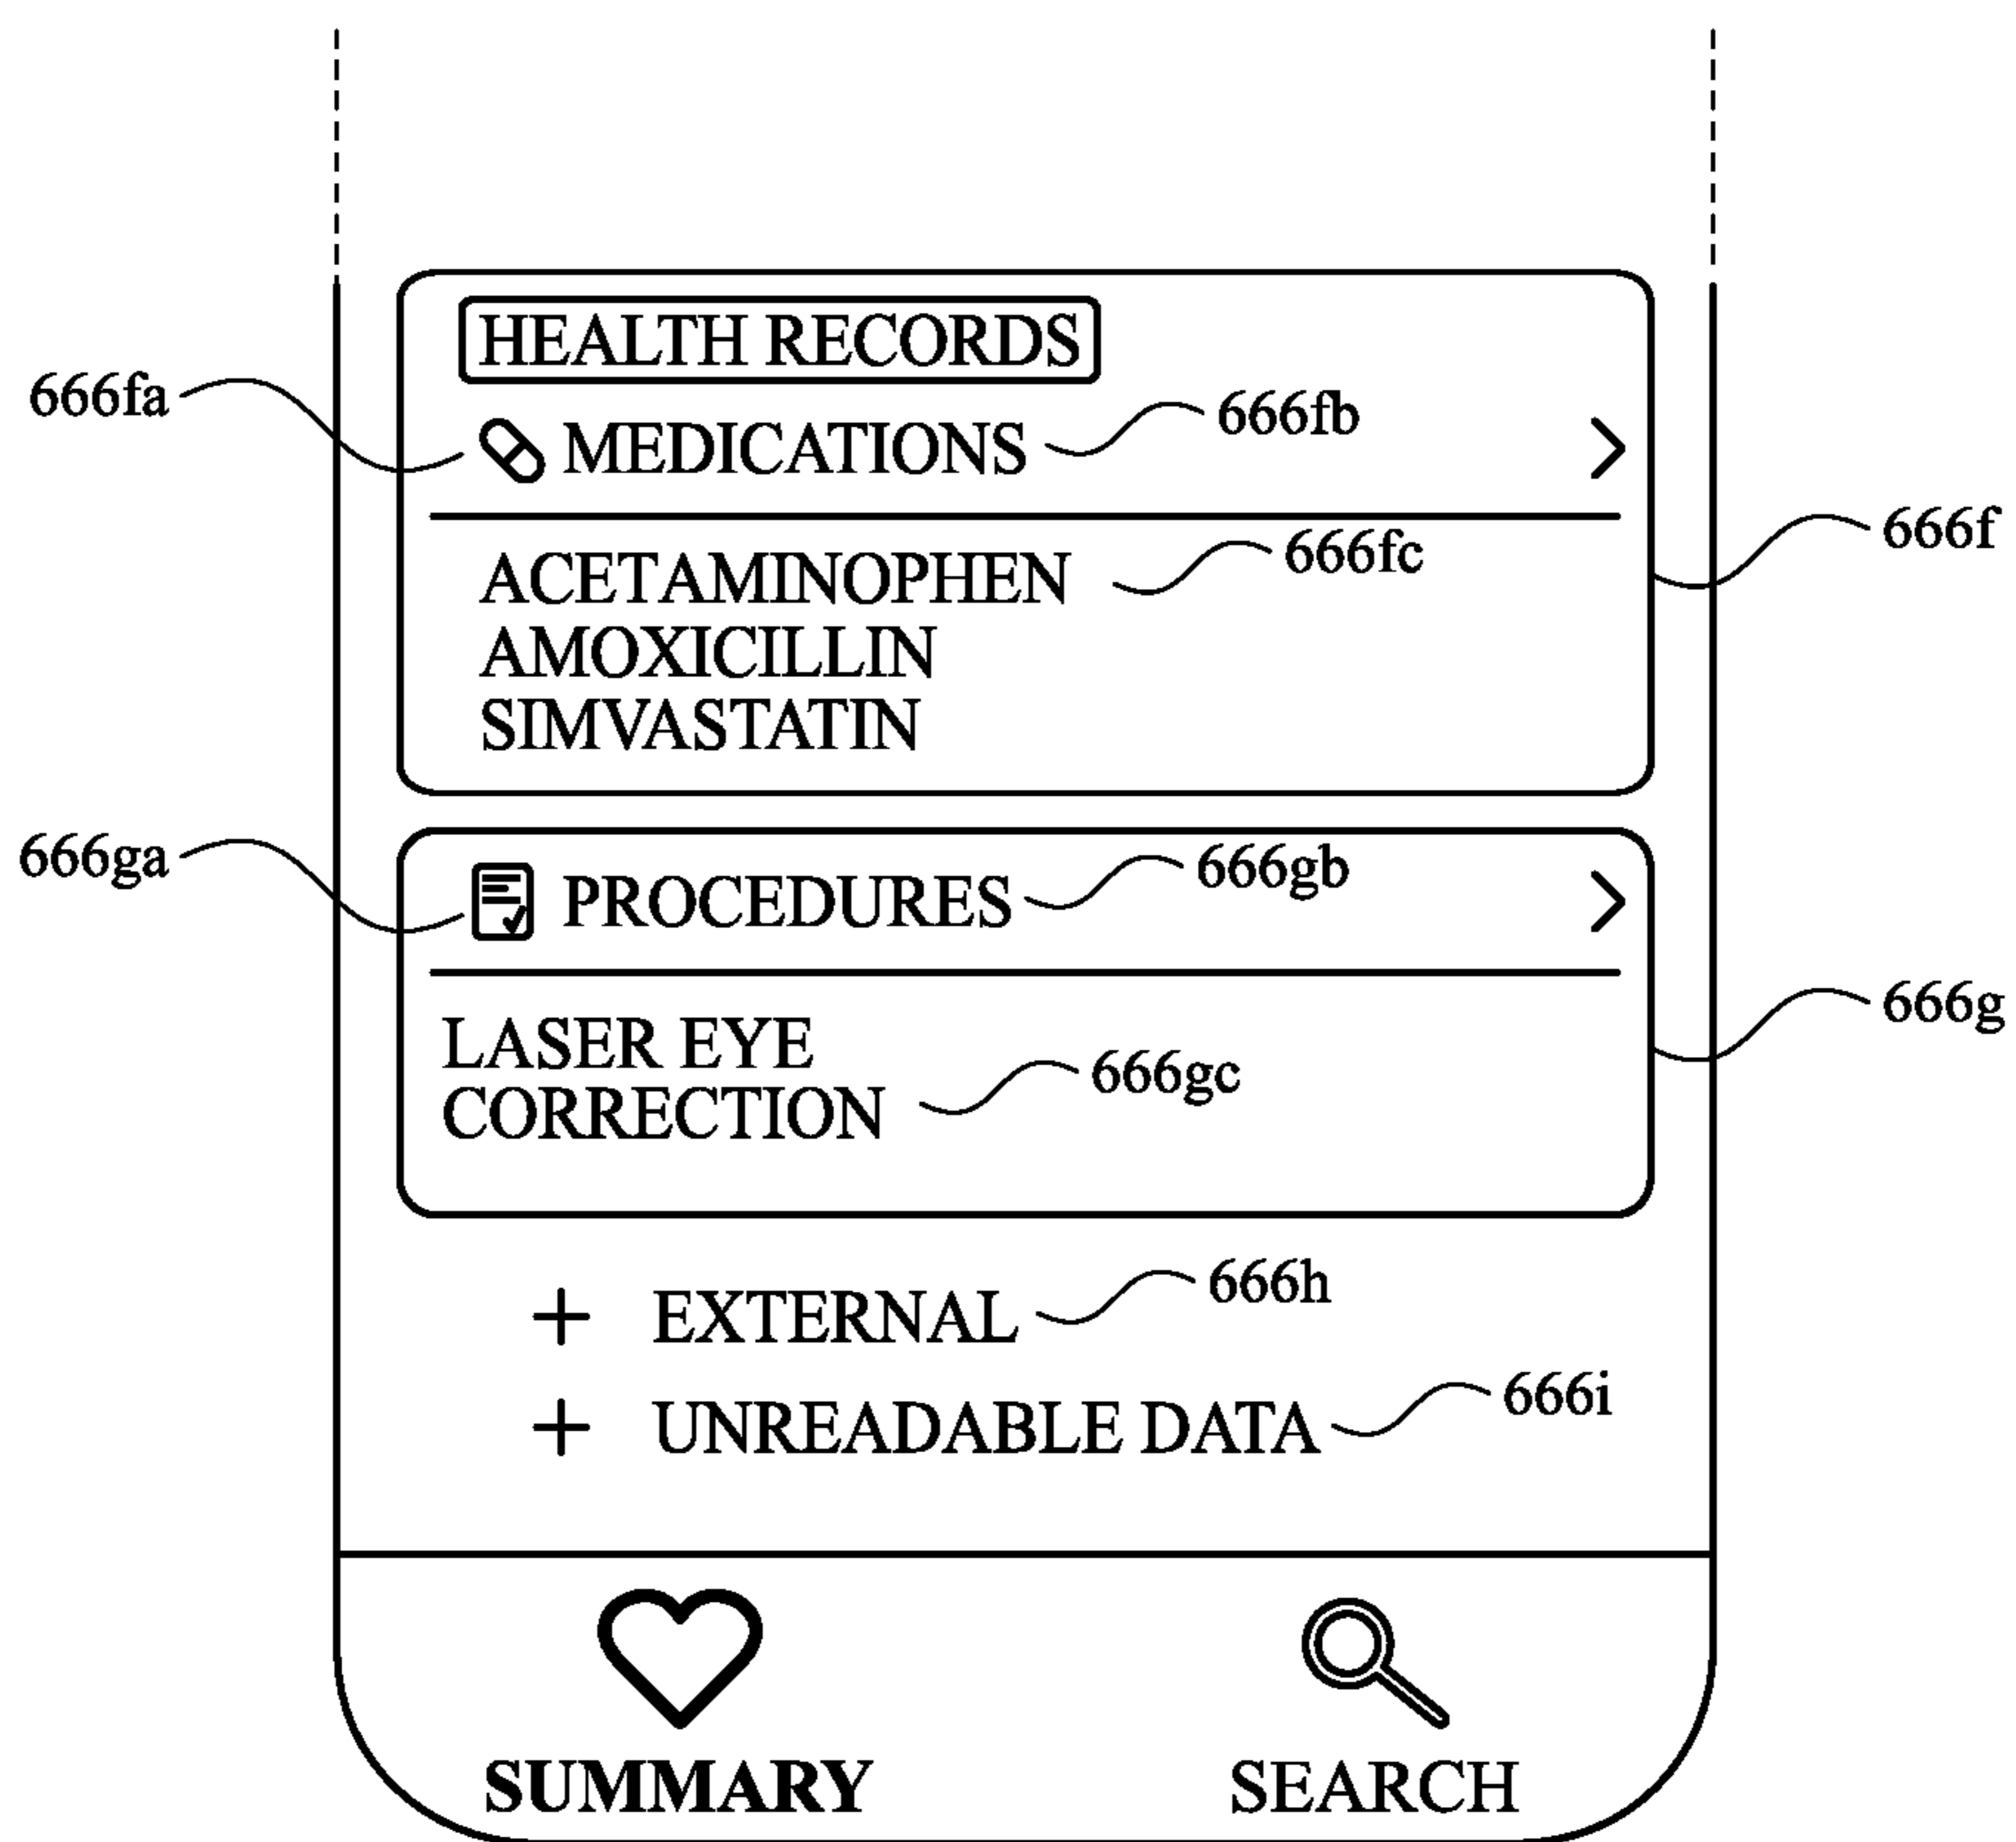 HEALTH RECORDS
666fa
MEDICATIONS
666fb
>
666f
ACETAMINOPHEN
666fc
AMOXICILLIN
SIMVASTATIN
666ga
PROCEDURES
666gb
>
666g
LASER EYE
CORRECTION
666gc
+ EXTERNAL
666h
+ UNREADABLE DATA
666i
SUMMARY
SEARCH